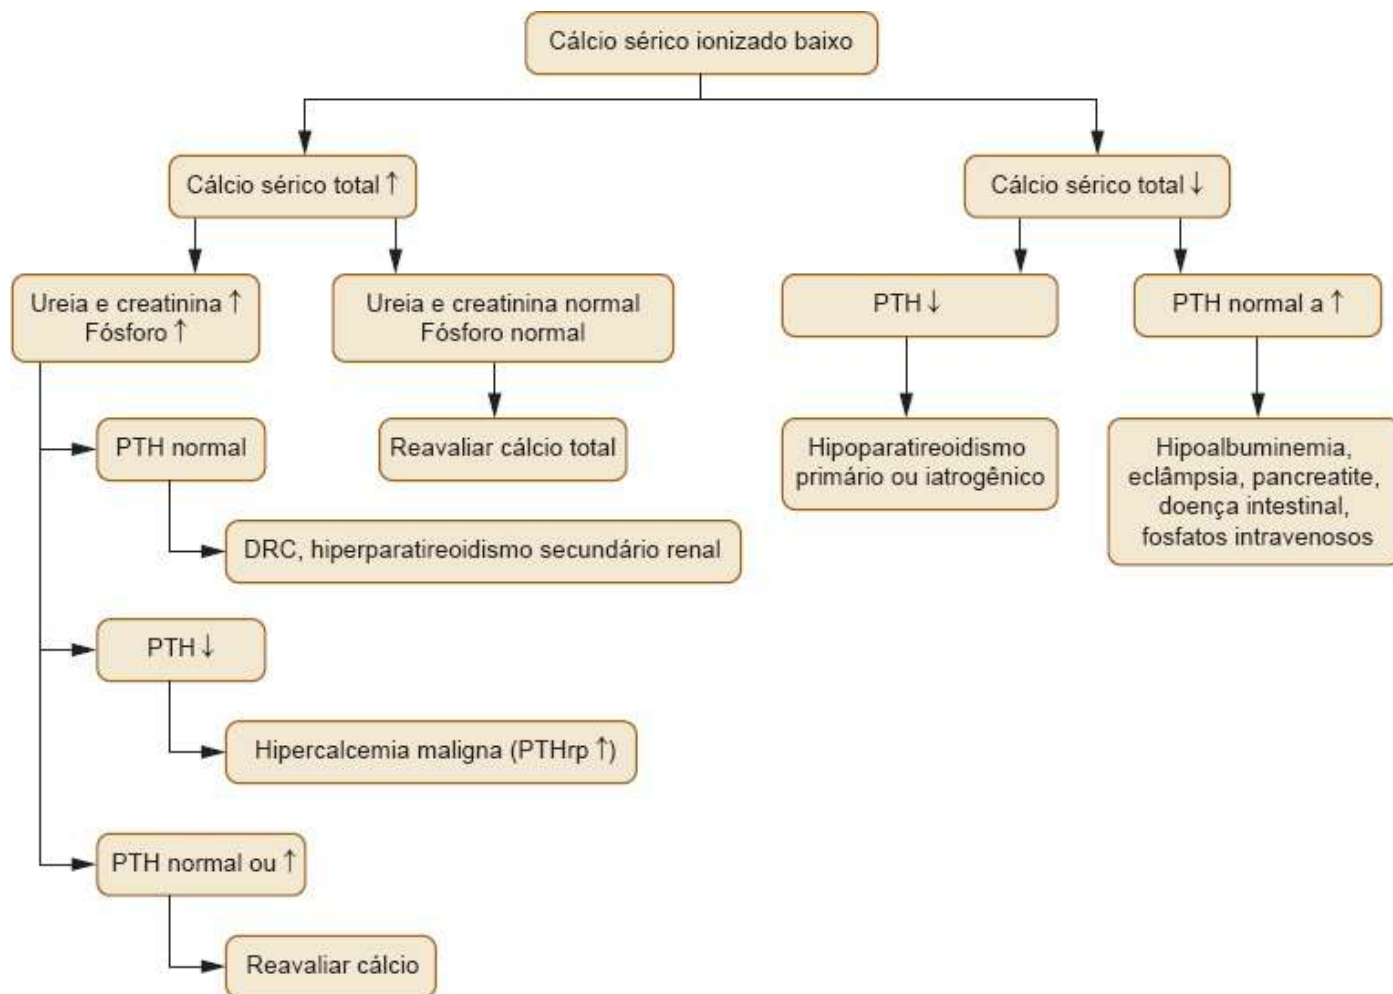 Cálcio sérico ionizado baixo
Cálcio sérico total ↑
Cálcio sérico total ↓
Ureia e creatinina ↑
Fósforo ↑
Ureia e creatinina normal
Fósforo normal
PTH ↓
PTH normal a ↑
PTH normal
Reavaliar cálcio total
Hipoparatireoidismo
primário ou iatrogênico
Hipoalbuminemia,
eclâmpsia, pancreatite,
doença intestinal,
fosfatos intravenosos
DRC, hiperparatireoidismo secundário renal
PTH ↓
Hipercalcemia maligna (PTHrp ↑)
PTH normal ou ↑
Reavaliar cálcio